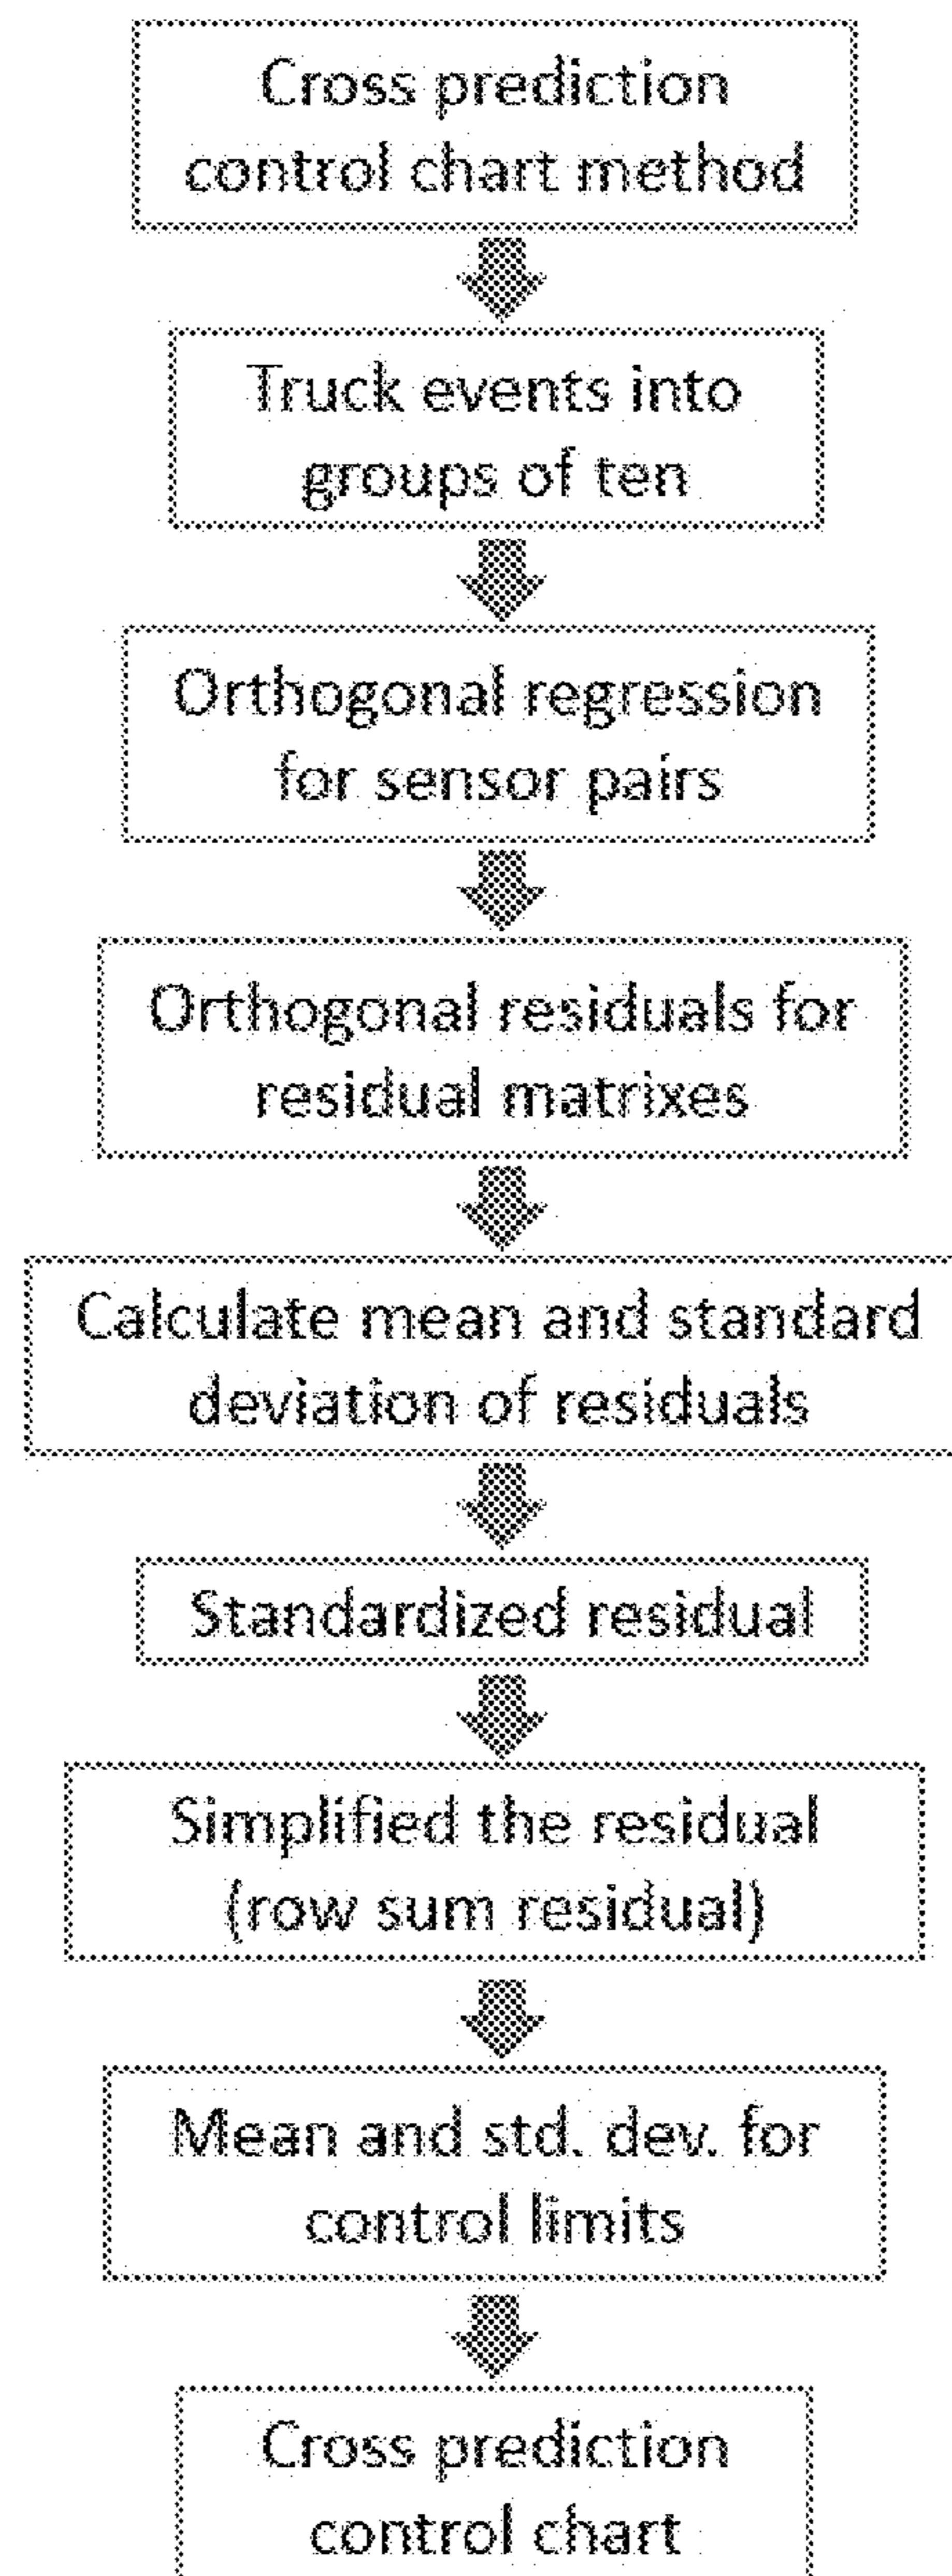 Cross prediction
control chart method
Truck events into
groups of ten
Orthogonal regression
for sensor pairs
Orthogonal residuals for
residual matrixes
Calculate mean and standard
deviation of residuals
Standardized residual
Simplified the residual
(row sum residual)
Mean and std. dev. for
control limits
Cross prediction
control chart